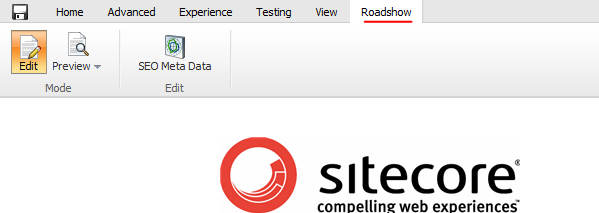 Home Advanced Experience Testing View Roadshow
Edit Preview SEO Meta Data
Mode Edit
sitecore®
compelling web experiences™